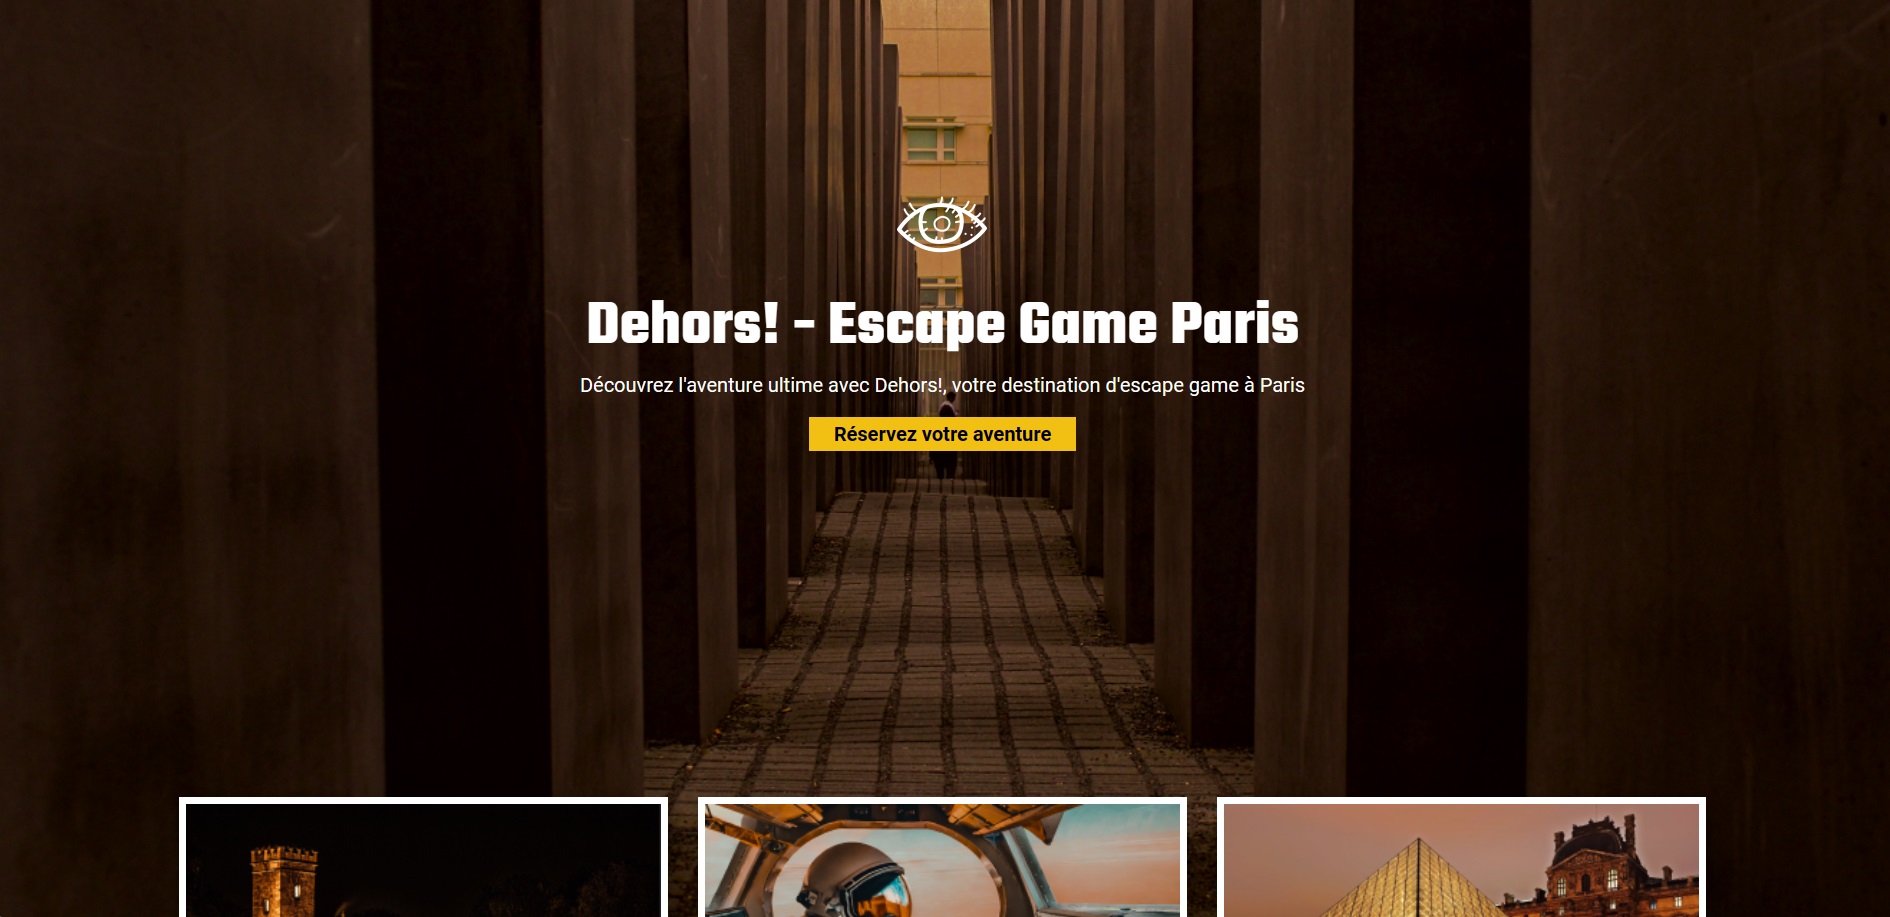 Dehors! - Escape Game Paris
Découvrez l'aventure ultime avec Dehors!, votre destination d'escape game à Paris
Réservez votre aventure